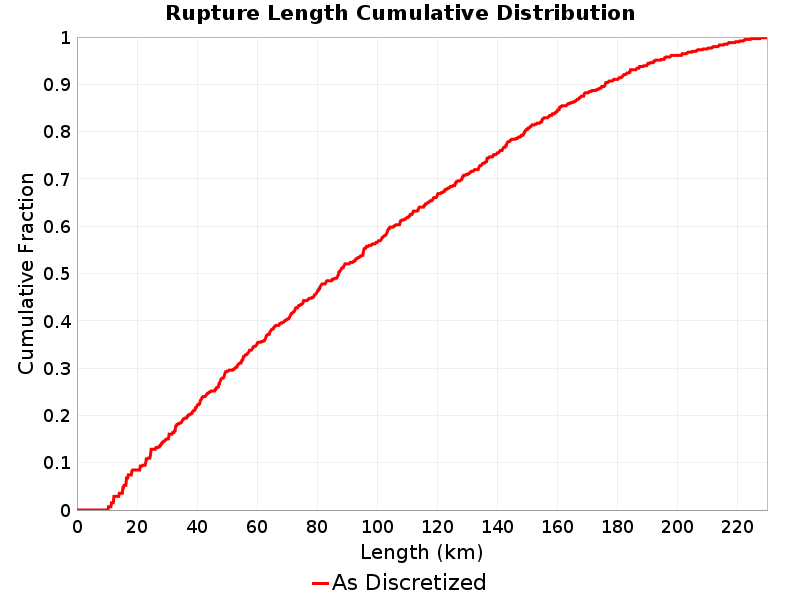 Rupture Length Cumulative Distribution
1
0.9
0.8
0.7
0.6
0.5
0.4
0.3
0.2
0.1
0
Cumulative Fraction
0 20 40 60 80 100 120 140 160 180 200 220
Length (km)
As Discretized